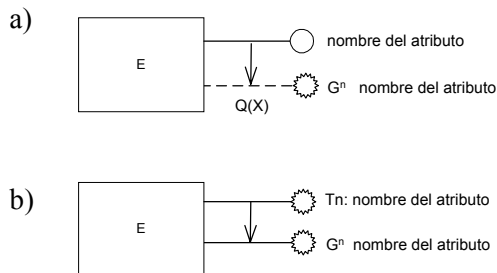 a)
E
nombre del atributo
Gⁿ nombre del atributo
Q(X)
b)
E
Tn: nombre del atributo
Gⁿ nombre del atributo